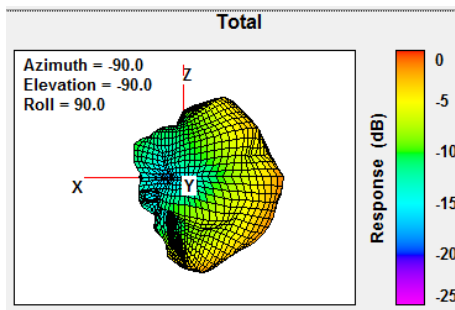 Total
Azimuth = -90.0
Elevation = -90.0
Roll = 90.0
Z
X
Y
0
-5
-10
-15
-20
-25
Response (dB)